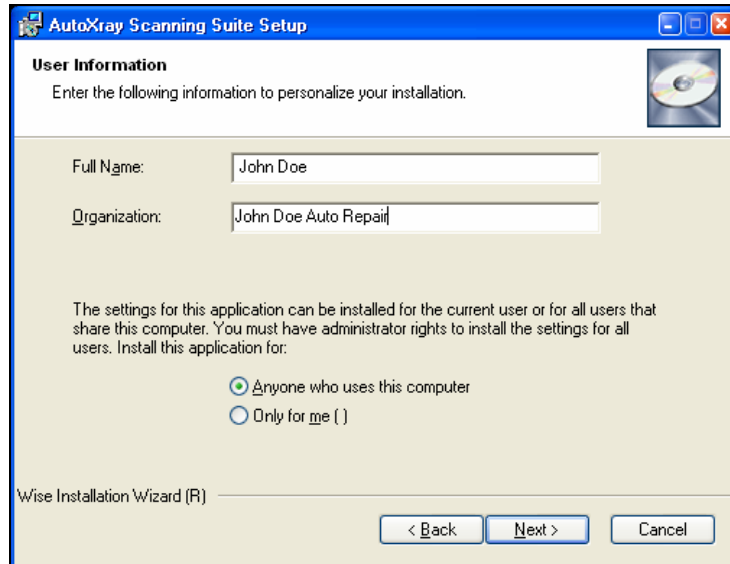 AutoXray Scanning Suite Setup
User Information
Enter the following information to personalize your installation.
Full Name:
John Doe
Organization:
John Doe Auto Repair
The settings for this application can be installed for the current user or for all users that
share this computer. You must have administrator rights to install the settings for all
users. Install this application for:
Anyone who uses this computer
Only for me ( )
Wise Installation Wizard (R)
< Back
Next >
Cancel